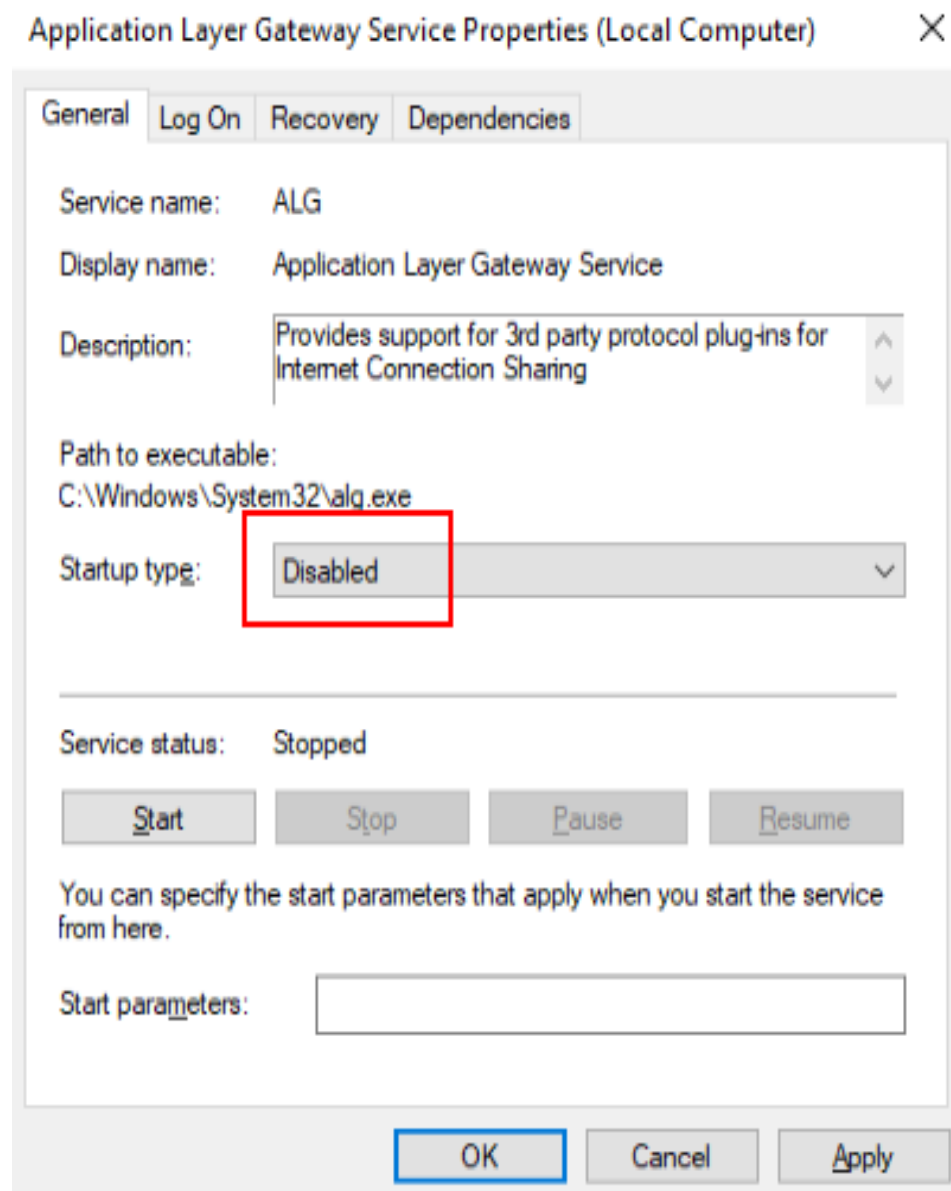 Application Layer Gateway Service Properties (Local Computer)
General Log On Recovery Dependencies
Service name: ALG
Display name: Application Layer Gateway Service
Description: Provides support for 3rd party protocol plug-ins for
Internet Connection Sharing
Path to executable:
C:\Windows\System32\alg.exe
Startup type: Disabled
Service status: Stopped
Start Stop Pause Resume
You can specify the start parameters that apply when you start the service
from here.
Start parameters:
OK Cancel Apply